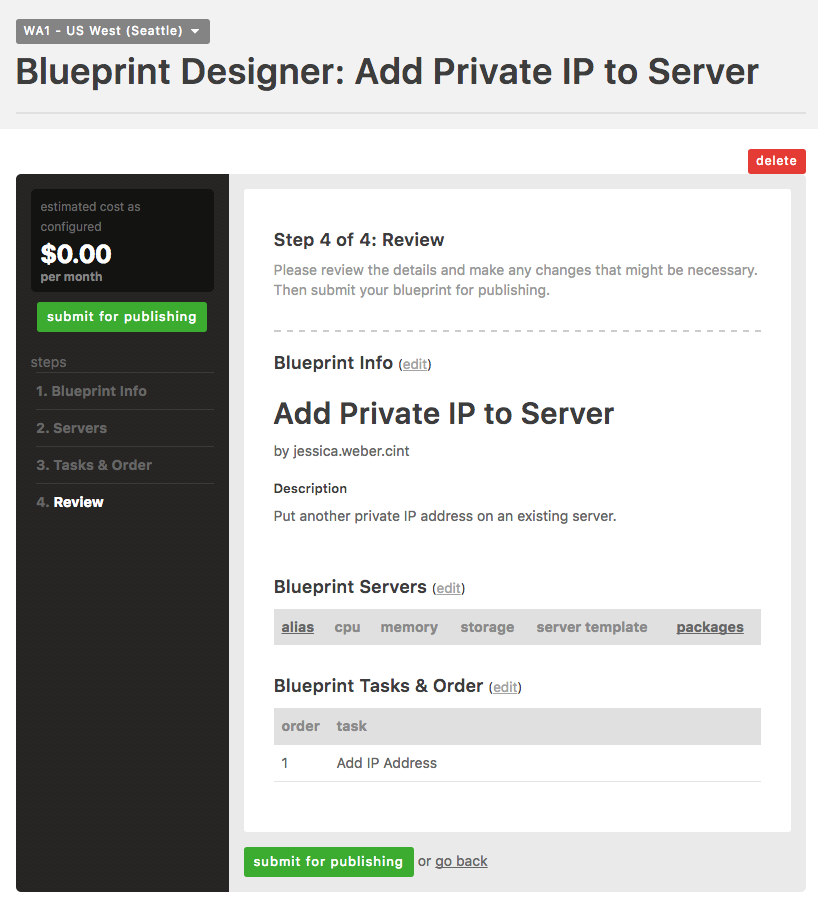 WA1 - US West (Seattle)
Blueprint Designer: Add Private IP to Server
delete
estimated cost as
configured
$0.00
per month
submit for publishing
steps
1. Blueprint Info
2. Servers
3. Tasks & Order
4. Review
Step 4 of 4: Review
Please review the details and make any changes that might be necessary.
Then submit your blueprint for publishing.
Blueprint Info (edit)
Add Private IP to Server
by jessica.weber.cint
Description
Put another private IP address on an existing server.
Blueprint Servers (edit)
alias cpu memory storage server template packages
Blueprint Tasks & Order (edit)
order task
1 Add IP Address
submit for publishing or go back